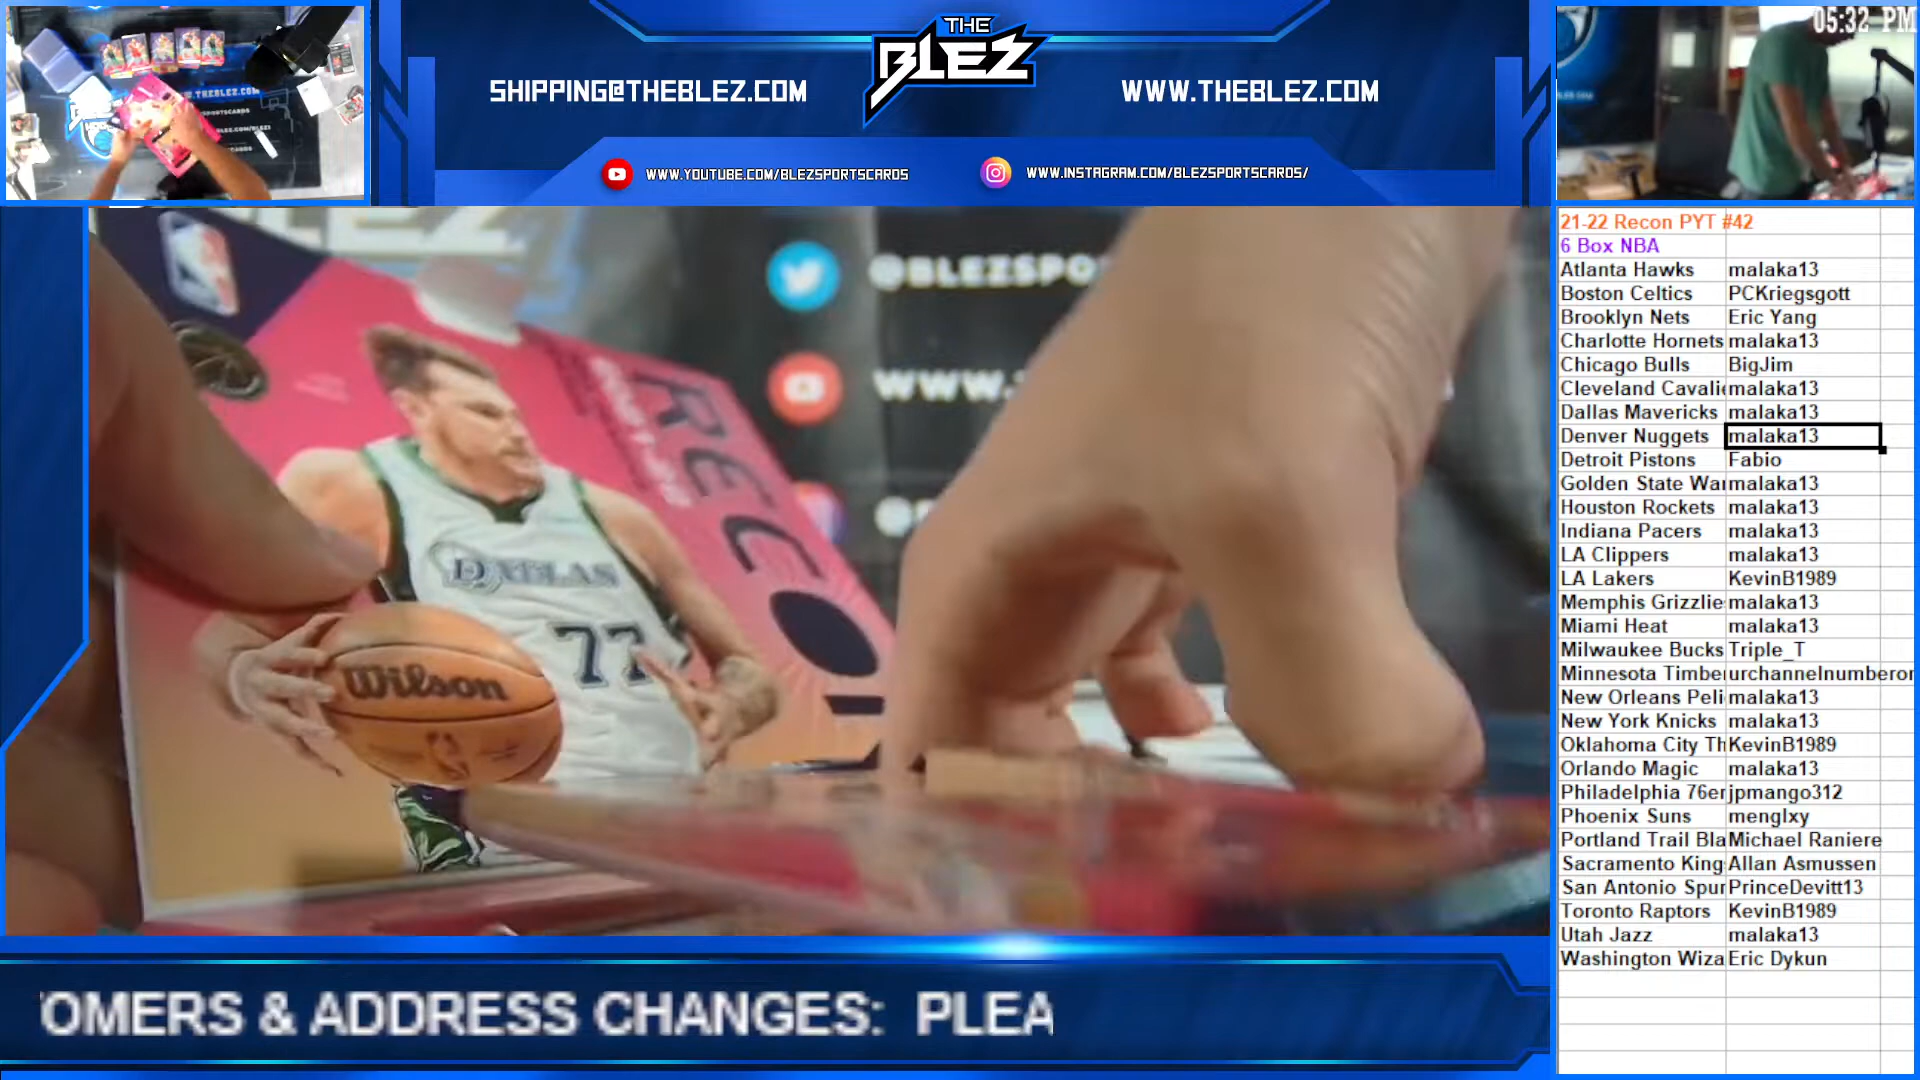 05:32 PM
THE
BLEZ
SHIPPING@THEBLEZ.COM
WWW.THEBLEZ.COM
WWW.YOUTUBE.COM/BLEZSPORTSCARDS
WWW.INSTAGRAM.COM/BLEZSPORTSCARDS/
21-22 Recon PYT #42
6 Box NBA
Atlanta Hawks malaka13
Boston Celtics PCKriegsgott
Brooklyn Nets Eric Yang
Charlotte Hornets malaka13
Chicago Bulls BigJim
Cleveland Cavalie malaka13
Dallas Mavericks malaka13
Denver Nuggets malaka13
Detroit Pistons Fabio
Golden State War malaka13
Houston Rockets malaka13
Indiana Pacers malaka13
LA Clippers malaka13
LA Lakers KevinB1989
Memphis Grizzlie malaka13
Miami Heat malaka13
Milwaukee Bucks Triple_T
Minnesota Timbe urchannelnumberon
New Orleans Peli malaka13
New York Knicks malaka13
Oklahoma City Th KevinB1989
Orlando Magic malaka13
Philadelphia 76er jpmango312
Phoenix Suns menglxy
Portland Trail Bla Michael Raniere
Sacramento King Allan Asmussen
San Antonio Spur PrinceDevitt13
Toronto Raptors KevinB1989
Utah Jazz malaka13
Washington Wiza Eric Dykun
@BLEZSPO
WWW.
RECON
DALLAS
77
Wilson
OMERS & ADDRESS CHANGES: PLEA